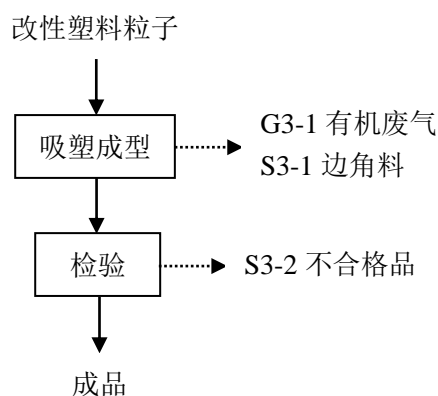 改性塑料粒子
吸塑成型
G3-1 有机废气
S3-1 边角料
检验
S3-2 不合格品
成品